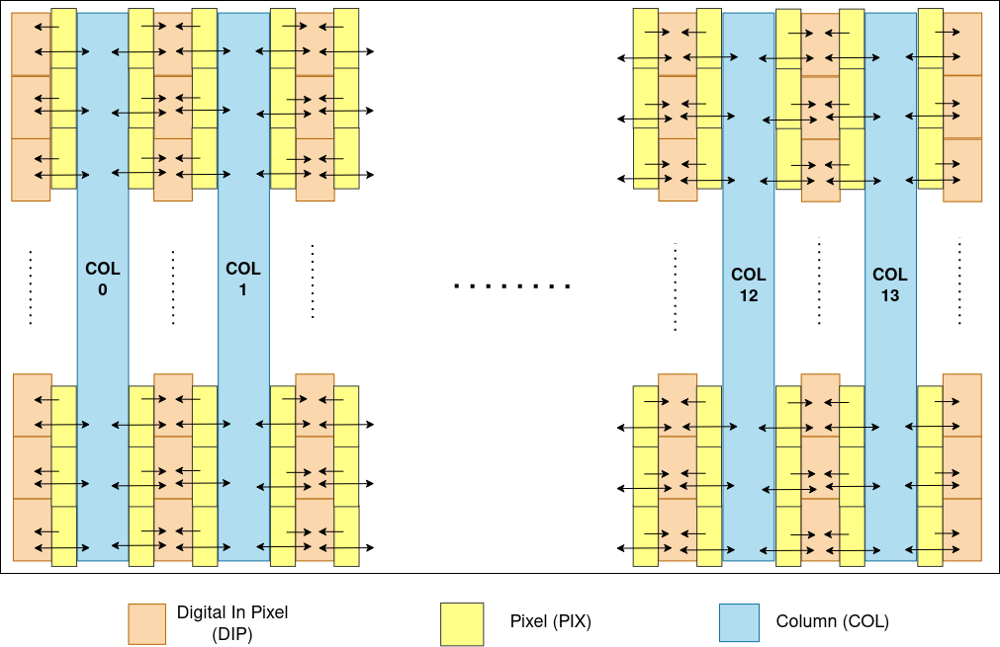 COL
0
COL
1
COL
12
COL
13
Digital In Pixel
(DIP)
Pixel (PIX)
Column (COL)